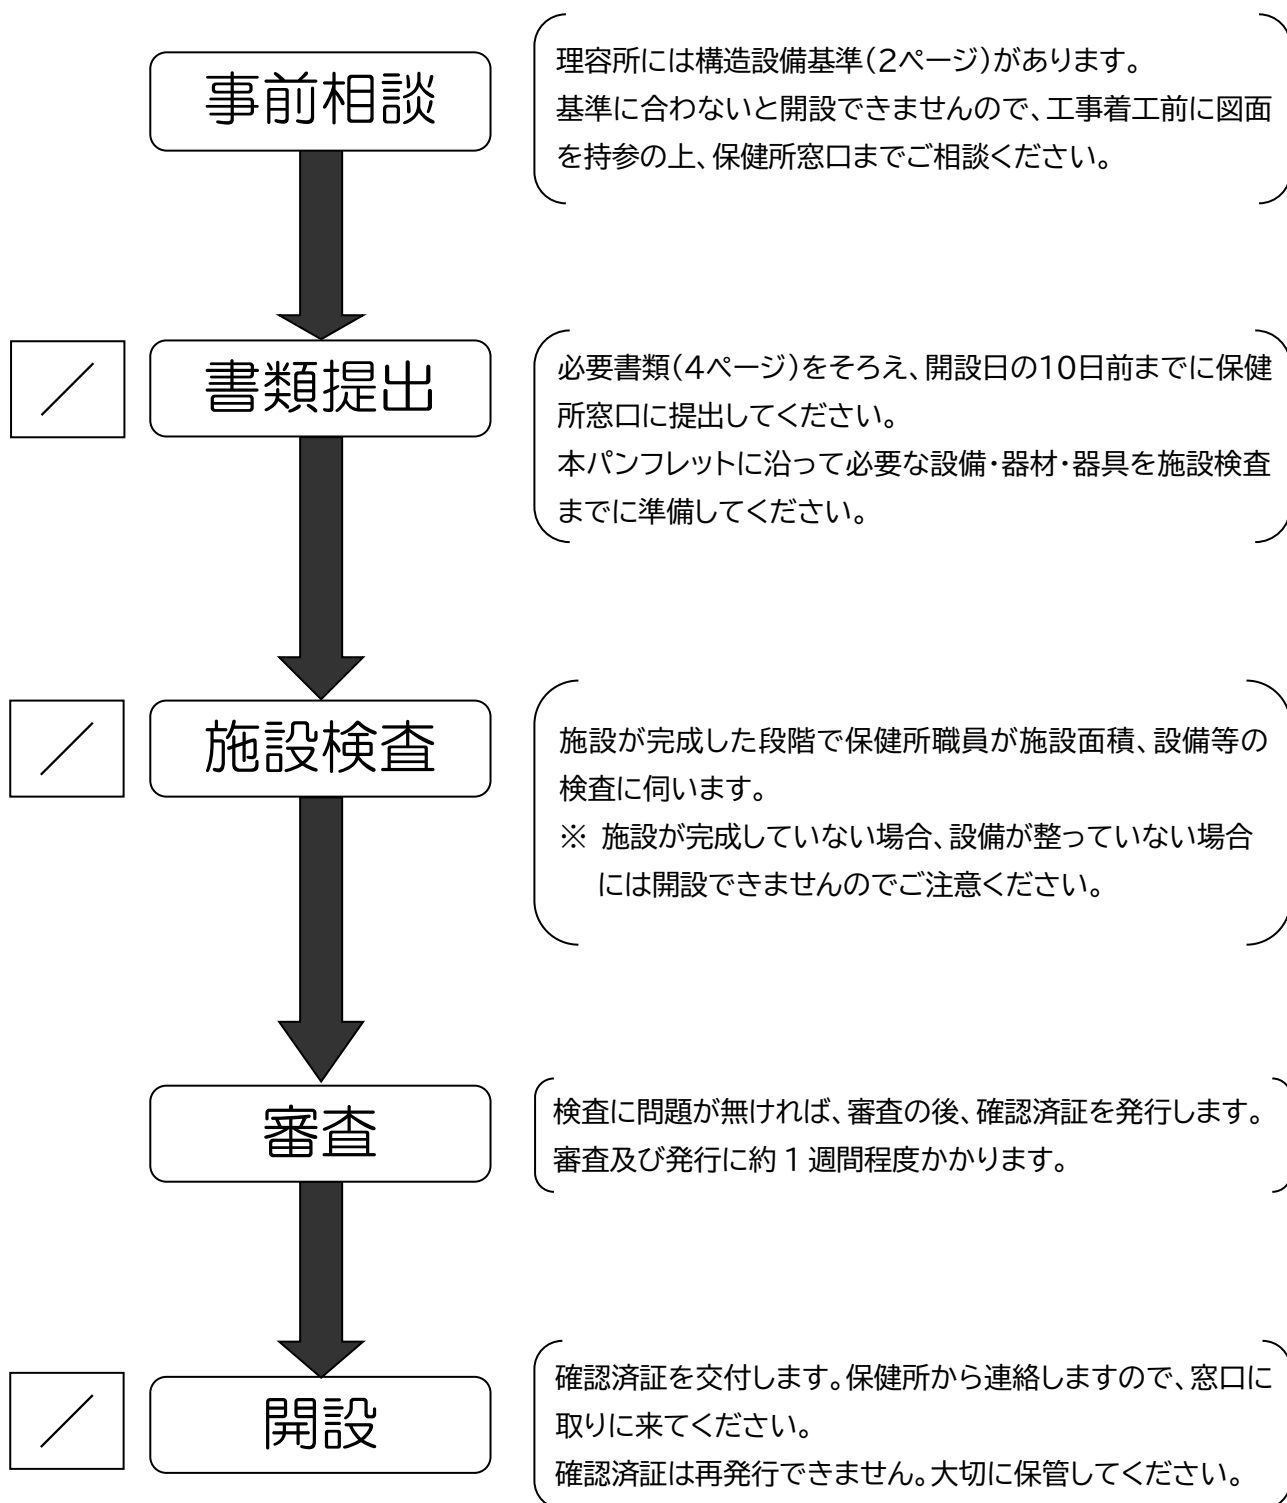 事前相談
理容所には構造設備基準(2ページ)があります。
基準に合わないと開設できませんので、工事着工前に図面
を持参の上、保健所窓口までご相談ください。
／
書類提出
必要書類(4ページ)をそろえ、開設日の10日前までに保健
所窓口に提出してください。
本パンフレットに沿って必要な設備・器材・器具を施設検査
までに準備してください。
／
施設検査
施設が完成した段階で保健所職員が施設面積、設備等の
検査に伺います。
※ 施設が完成していない場合、設備が整っていない場合
には開設できませんのでご注意ください。
審査
検査に問題が無ければ、審査の後、確認済証を発行します。
審査及び発行に約1週間程度かかります。
／
開設
確認済証を交付します。保健所から連絡しますので、窓口に
取りに来てください。
確認済証は再発行できません。大切に保管してください。